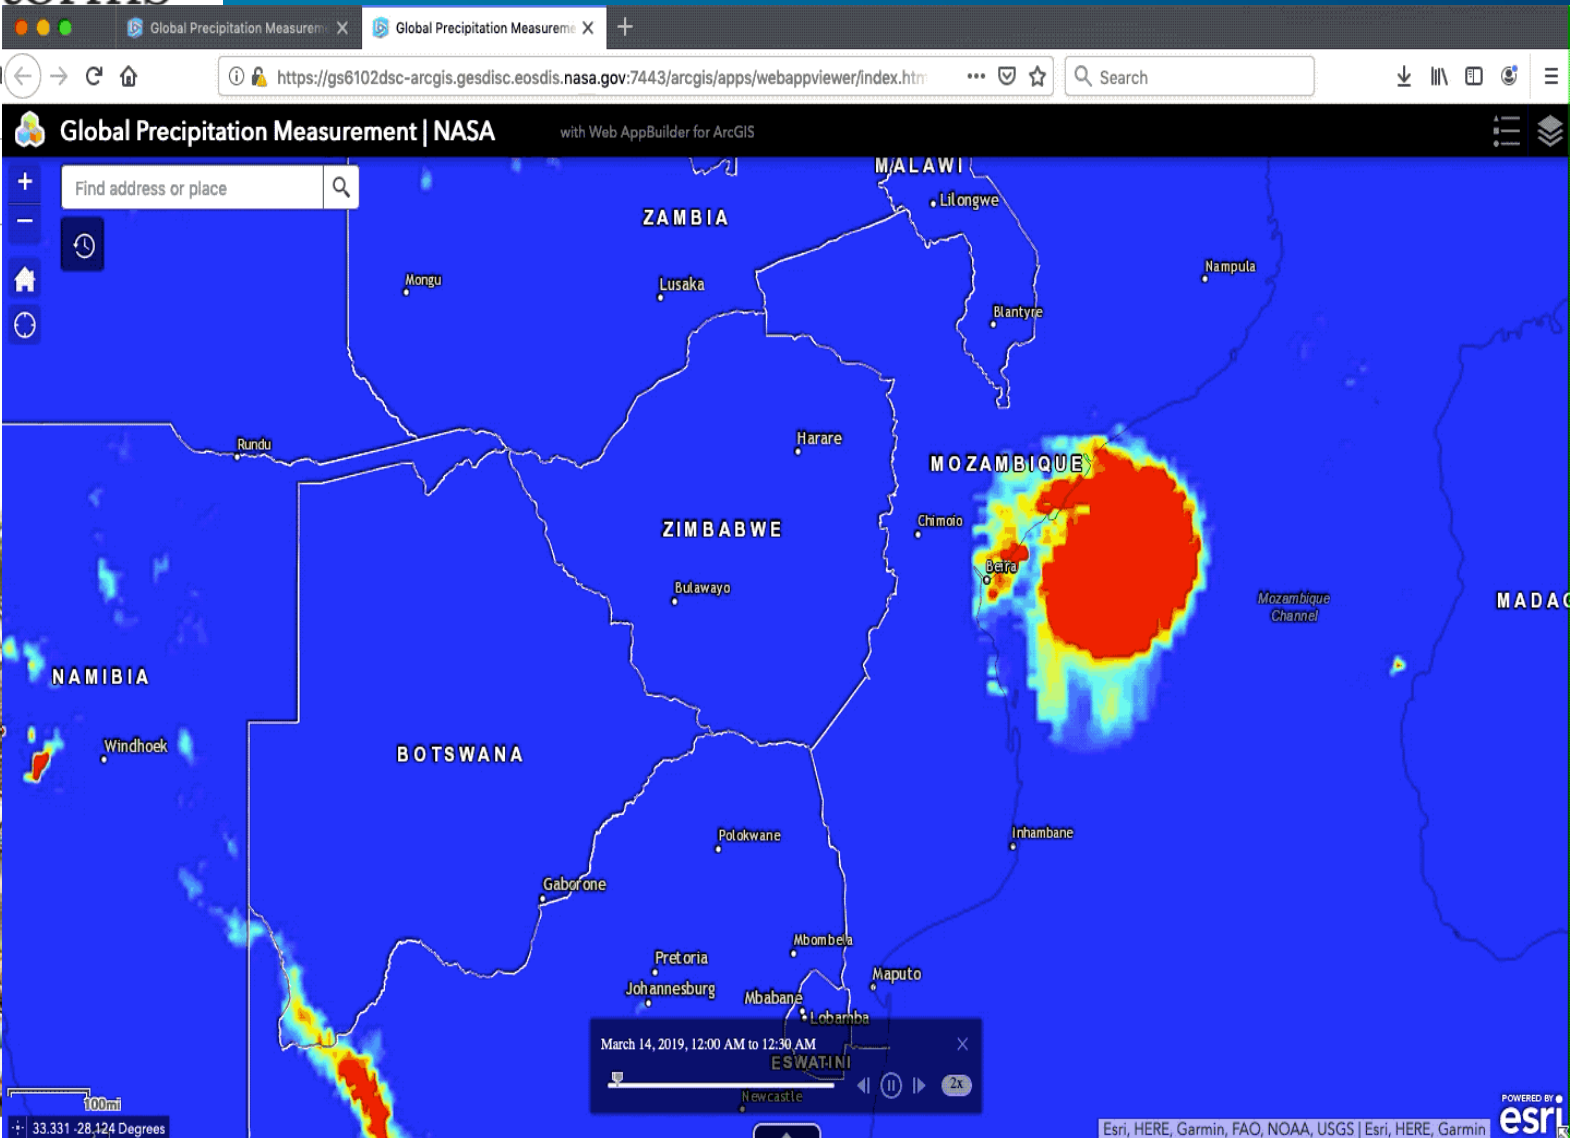 Global Precipitation Measurem
Global Precipitation Measureme
https://gs6102dsc-arcgis.gesdisc.eosdis.nasa.gov:7443/arcgis/apps/webappviewer/index.htm
Search
Global Precipitation Measurement | NASA
with Web AppBuilder for ArcGIS
+
Find address or place
−
MALAWI
Lilongwe
ZAMBIA
Nampula
Mongu
Lusaka
Blantyre
Harare
Rundu
MOZAMBIQUE
Chimoio
ZIMBABWE
Beira
Bulawayo
Mozambique
Channel
MADAG
NAMIBIA
Windhoek
BOTSWANA
Polokwane
Inhambane
Gaborone
Mbombela
Pretoria
Maputo
Johannesburg
Mbabane
Lobamba
March 14, 2019, 12:00 AM to 12:30 AM
ESWATINI
2x
Newcastle
100mi
33.331 -28.124 Degrees
POWERED BY
esri
Esri, HERE, Garmin, FAO, NOAA, USGS | Esri, HERE, Garmin